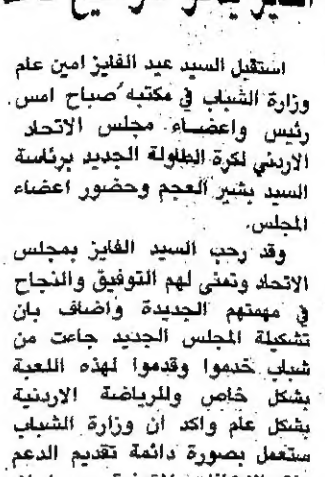 استقبل السيد عيد الفايز امين عام
وزارة الشباب في مكتبه صباح امس
رئيس واعضاء مجلس الاتحاد
الاردني لكرة الطاولة الجديد برئاسة
السيد بشير العجم وحضور اعضاء
المجلس.
وقد رحب السيد الفايز بمجلس
الاتحاد وتمنى لهم التوفيق والنجاح
في مهمتهم الجديدة واضاف بان
تشكيلة المجلس الجديد جاءت من
شباب خدموا وقدموا لهذه اللعبة
بشكل خاص وللرياضة الاردنية
بشكل عام واكد ان وزارة الشباب
ستعمل بصورة دائمة تقديم الدعم